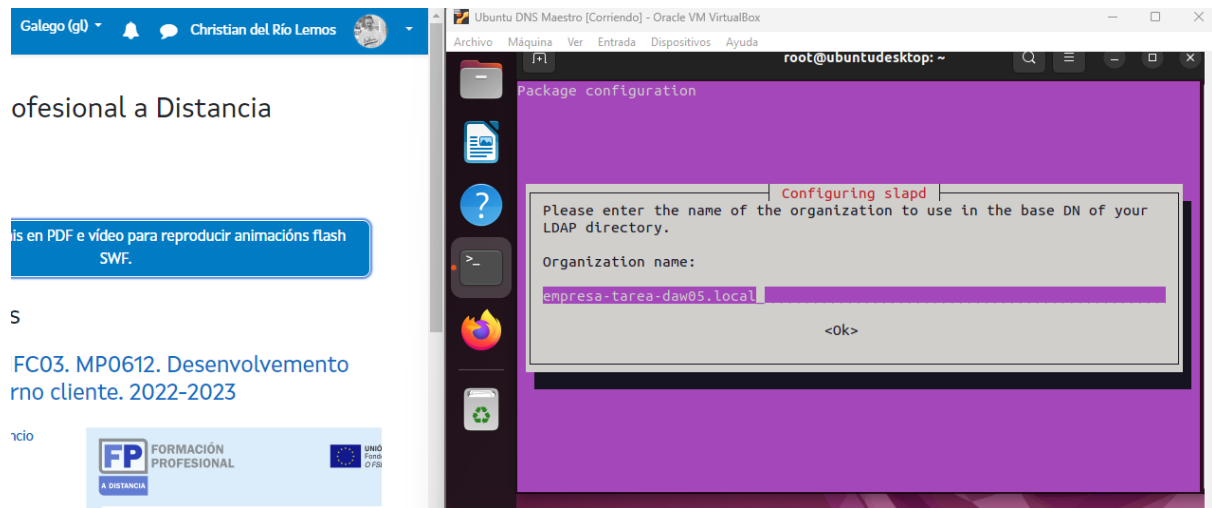 Galego (gl)
Christian del Río Lemos
ofesional a Distancia
is en PDF e vídeo para reproducir animacións flash
SWF.
s
FC03. MP0612. Desenvolvemento
rno cliente. 2022-2023
ncio
FP
FORMACIÓN
PROFESIONAL
A DISTANCIA
UNIÓ
Fond
O FS
Ubuntu DNS Maestro [Corriendo] - Oracle VM VirtualBox
Archivo Máquina Ver Entrada Dispositivos Ayuda
root@ubuntudesktop: ~
Package configuration
Configuring slapd
Please enter the name of the organization to use in the base DN of your
LDAP directory.
Organization name:
empresa-tarea-daw05.local
<Ok>